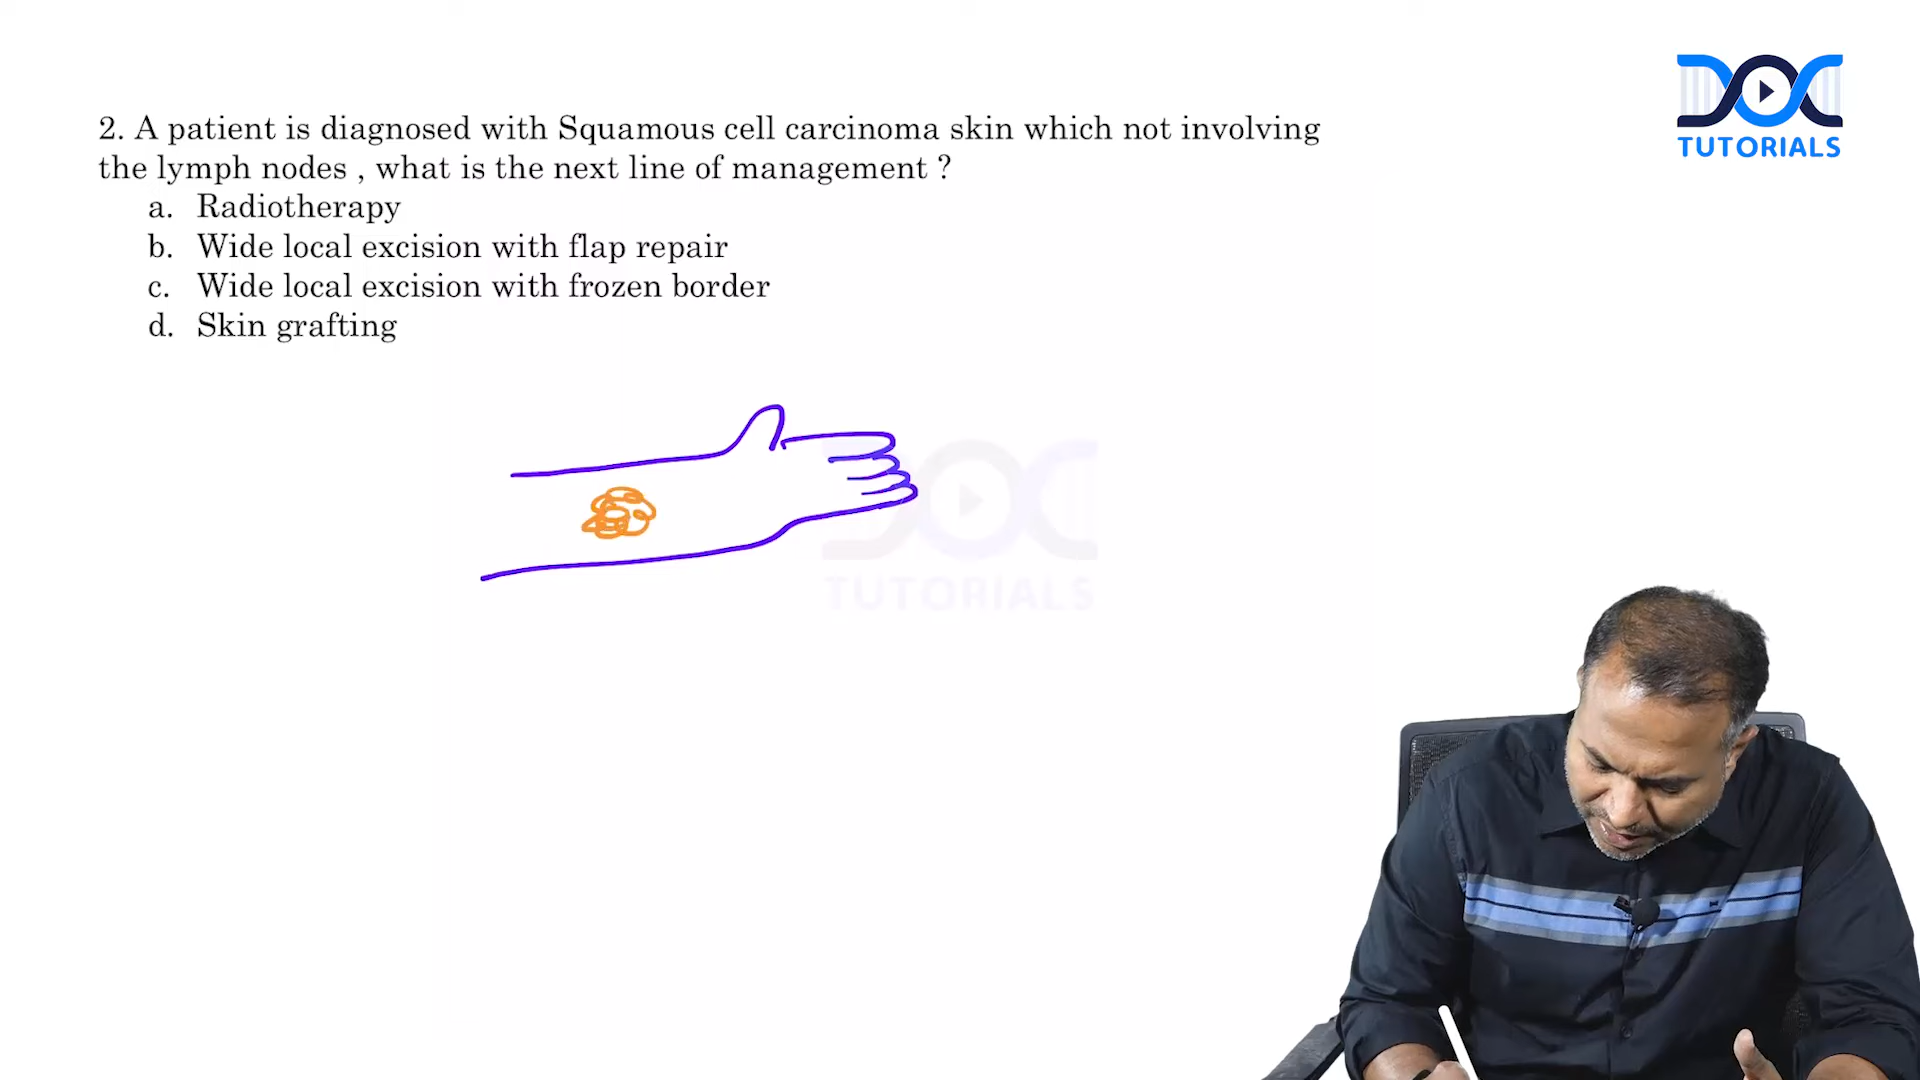 DOC
TUTORIALS
2. A patient is diagnosed with Squamous cell carcinoma skin which not involving
the lymph nodes , what is the next line of management ?
a. Radiotherapy
b. Wide local excision with flap repair
c. Wide local excision with frozen border
d. Skin grafting
DOC
TUTORIALS